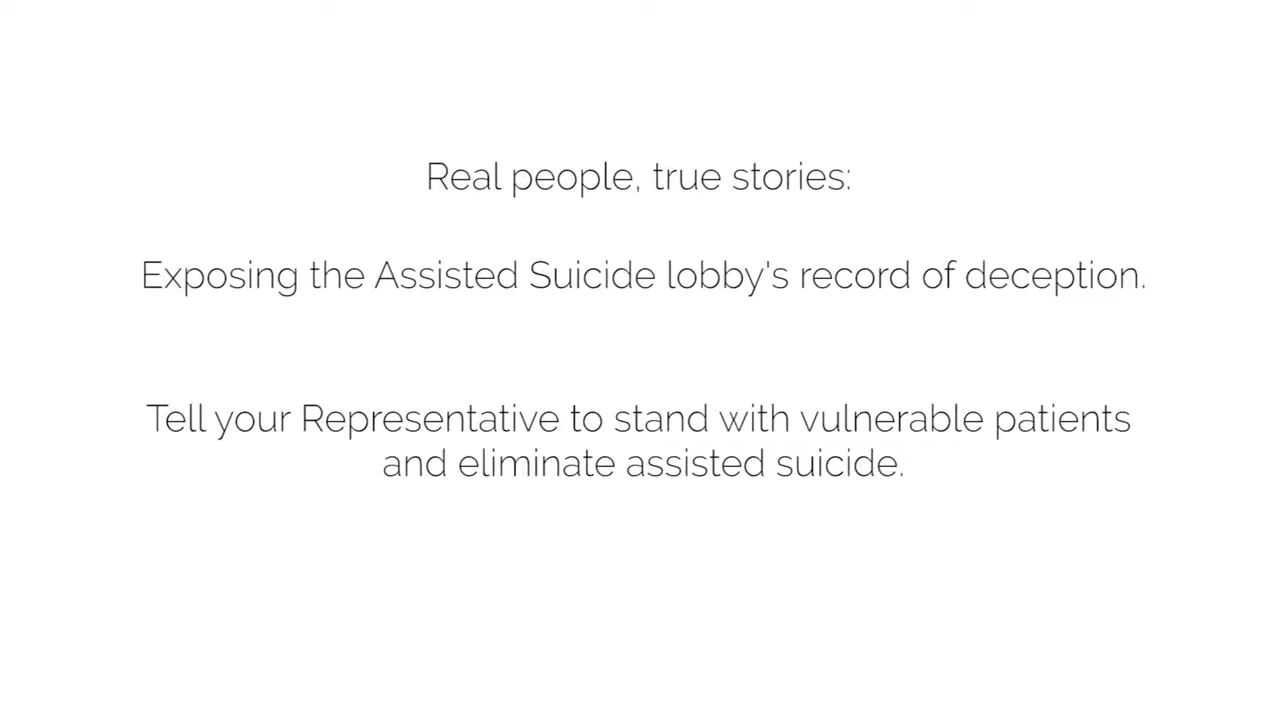 Real people, true stories:
Exposing the Assisted Suicide lobby's record of deception.
Tell your Representative to stand with vulnerable patients
and eliminate assisted suicide.